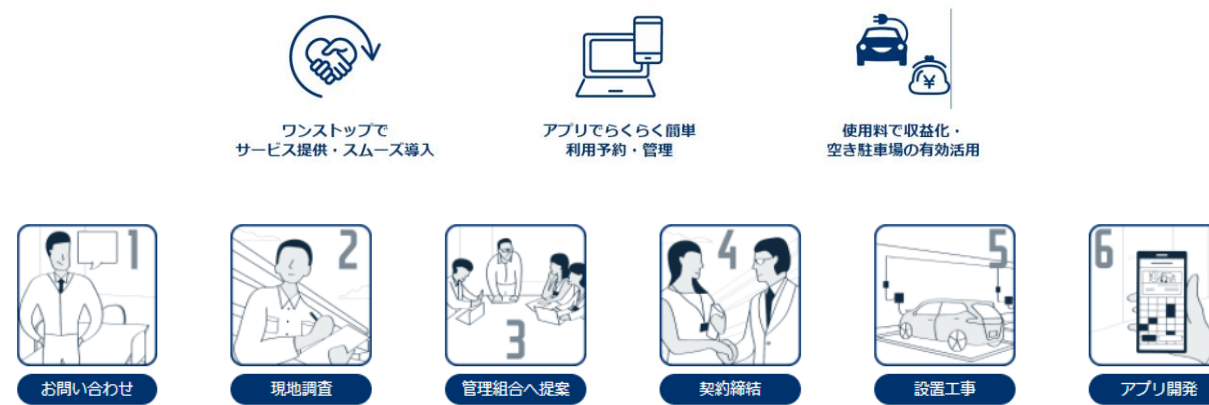 ワンストップで
サービス提供・スムーズ導入
アプリでらくらく簡単
利用予約・管理
¥
使用料で収益化・
空き駐車場の有効活用
1
お問い合わせ
2
現地調査
3
管理組合へ提案
4
契約締結
5
設置工事
6
アプリ開発